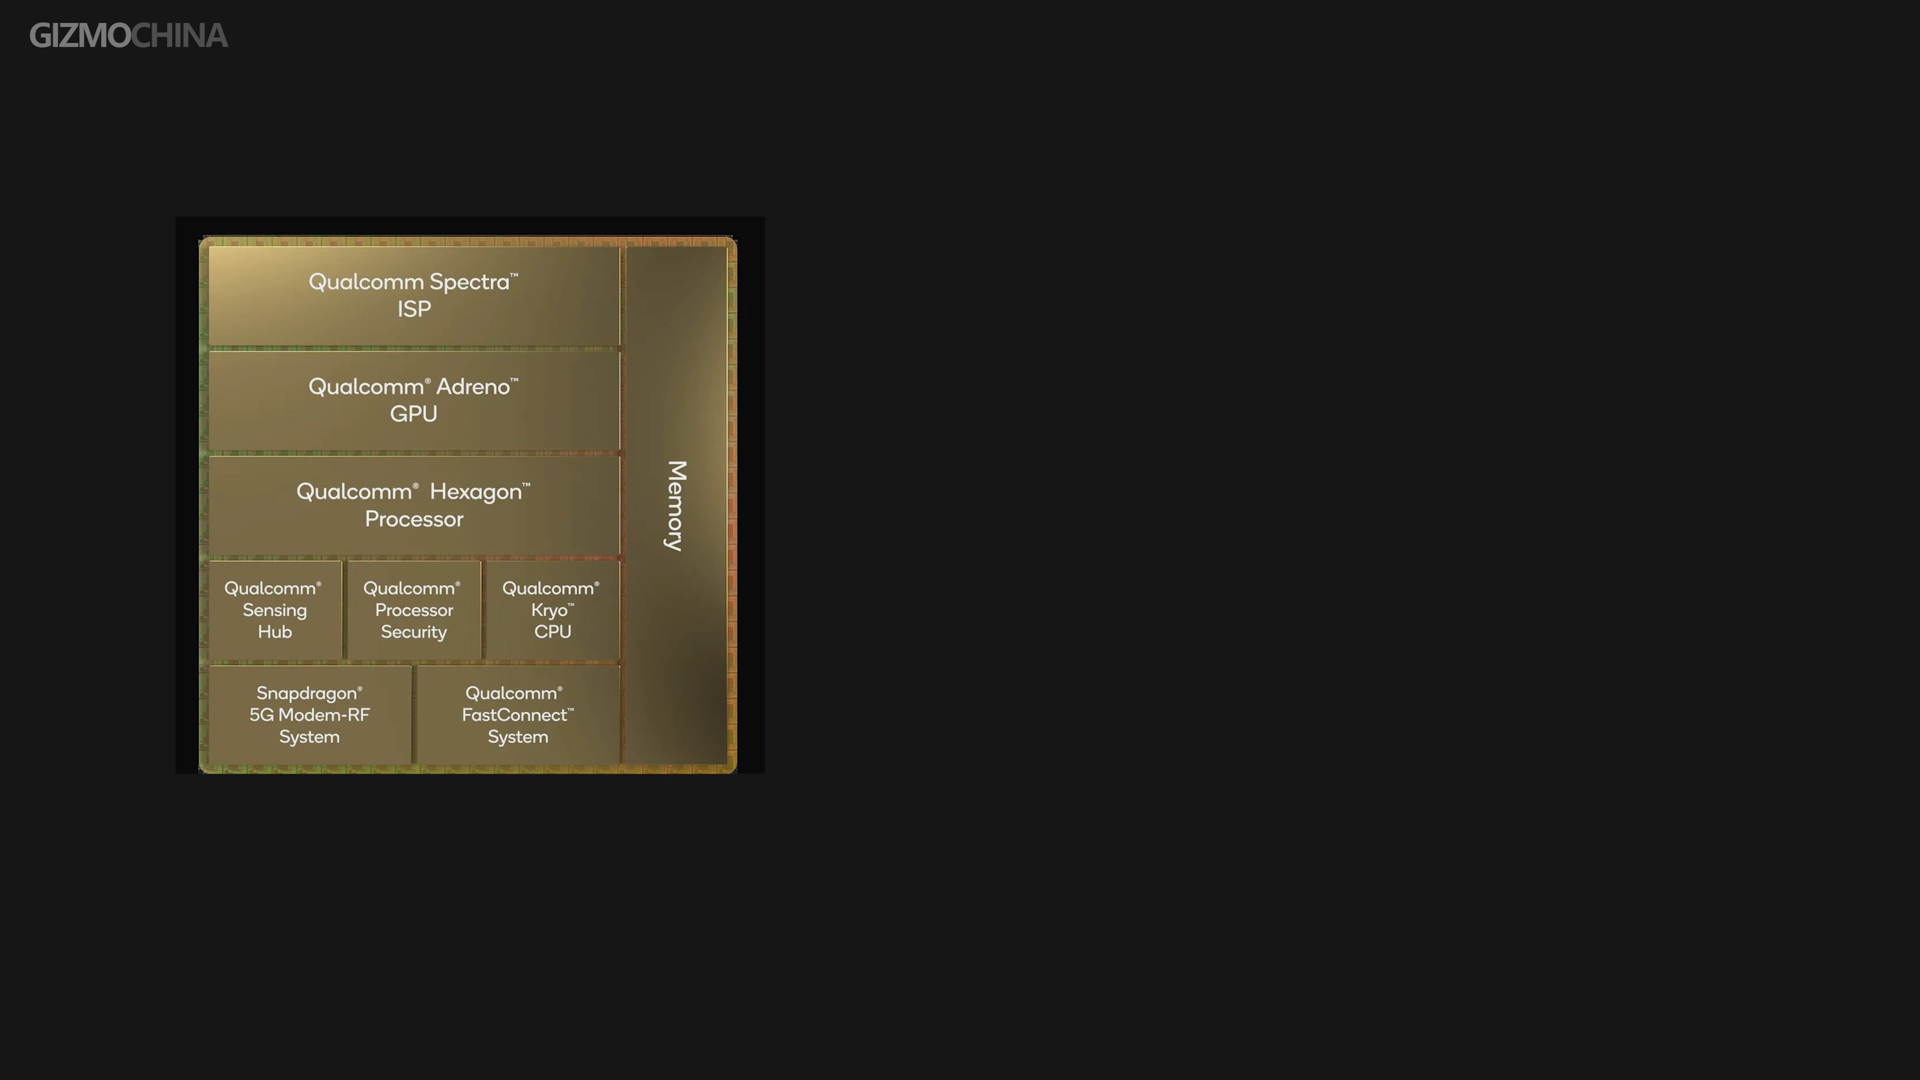 GIZMOCHINA
Qualcomm Spectra™
ISP
Qualcomm® Adreno™
GPU
Qualcomm® Hexagon™
Processor
Memory
Qualcomm®
Sensing
Hub
Qualcomm®
Processor
Security
Qualcomm®
Kryo™
CPU
Snapdragon®
5G Modem-RF
System
Qualcomm®
FastConnect™
System